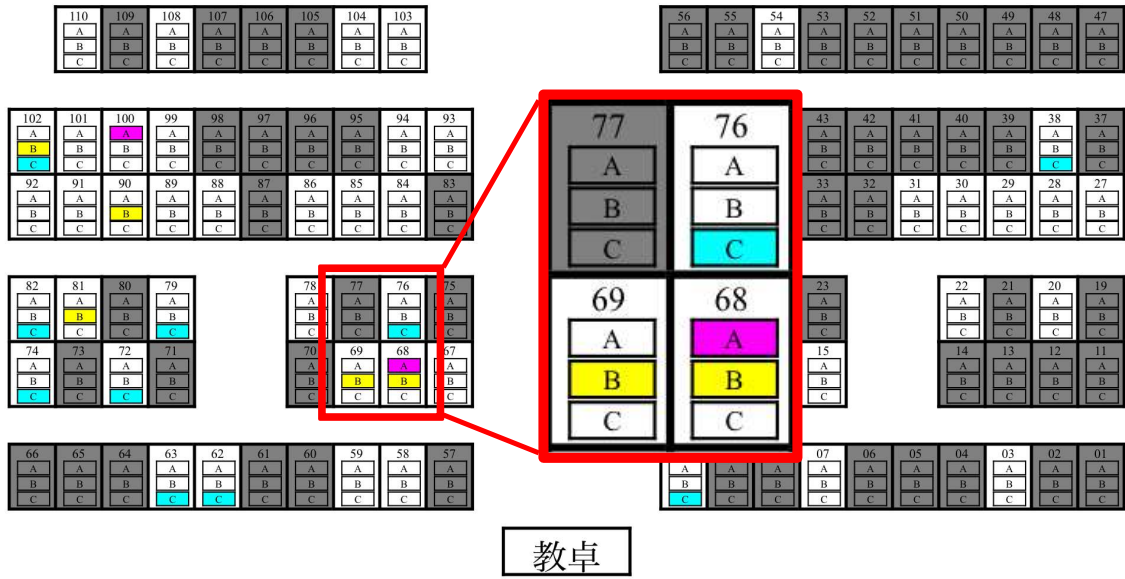 110 109 108 107 106 105 104 103
A A A A A A A A
B B B B B B B B
C C C C C C C C
56 55 54 53 52 51 50 49 48 47
A A A A A A A A A A
B B B B B B B B B B
C C C C C C C C C C
102 101 100 99 98 97 96 95 94 93
A A A A A A A A A A
B B B B B B B B B B
C C C C C C C C C C
92 91 90 89 88 87 86 85 84 83
A A A A A A A A A A
B B B B B B B B B B
C C C C C C C C C C
77 76
A A
B B
C C
69 68
A A
B B
C C
43 42 41 40 39 38 37
A A A A A A A
B B B B B B B
C C C C C C C
33 32 31 30 29 28 27
A A A A A A A
B B B B B B B
C C C C C C C
82 81 80 79
A A A A
B B B B
C C C C
74 73 72 71
A A A A
B B B B
C C C C
78 77 76 75
A A A A
B B B B
C C C C
70 69 68 67
A A A A
B B B B
C C C C
23
A
B
C
15
A
B
C
22 21 20 19
A A A A
B B B B
C C C C
14 13 12 11
A A A A
B B B B
C C C C
66 65 64 63 62 61 60 59 58 57
A A A A A A A A A A
B B B B B B B B B B
C C C C C C C C C C
07 06 05 04 03 02 01
A A A A A A A A A A
B B B B B B B B B B
C C C C C C C C C C
教卓